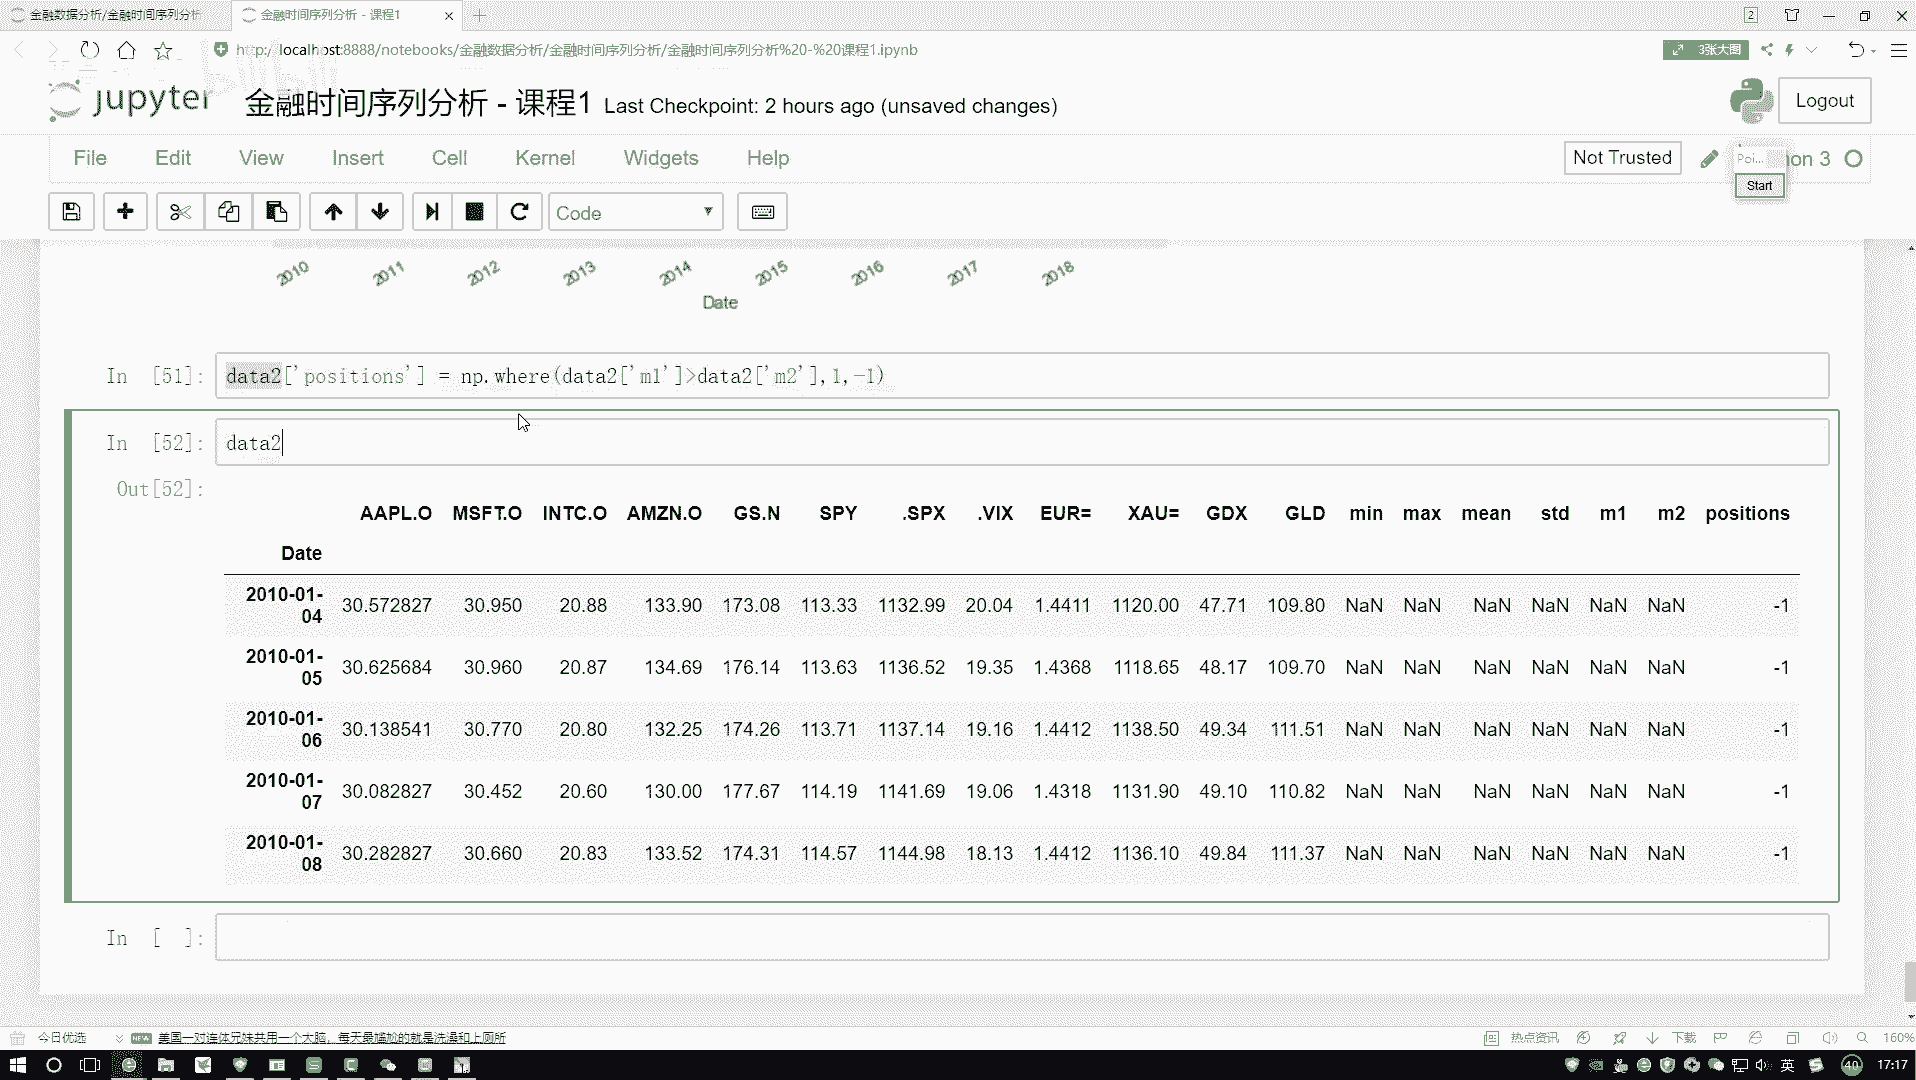 金融数据分析/金融时间序列分析
金融时间序列分析 - 课程1
2
http://localhost:8888/notebooks/金融数据分析/金融时间序列分析/金融时间序列分析%20-%20课程1.ipynb
3张大图
jupyter 金融时间序列分析 - 课程1 Last Checkpoint: 2 hours ago (unsaved changes)
Logout
File Edit View Insert Cell Kernel Widgets Help
Not Trusted
Poi...
Start
Code
2010 2011 2012 2013 2014 2015 2016 2017 2018
Date
In [51]: data2['positions'] = np.where(data2['m1']>data2['m2'],1,-1)
In [52]: data2
Out[52]:
AAPL.O MSFT.O INTC.O AMZN.O GS.N SPY .SPX .VIX EUR= XAU= GDX GLD min max mean std m1 m2 positions
Date
2010-01-04 30.572827 30.950 20.88 133.90 173.08 113.33 1132.99 20.04 1.4411 1120.00 47.71 109.80 NaN NaN NaN NaN NaN NaN -1
2010-01-05 30.625684 30.960 20.87 134.69 176.14 113.63 1136.52 19.35 1.4368 1118.65 48.17 109.70 NaN NaN NaN NaN NaN NaN -1
2010-01-06 30.138541 30.770 20.80 132.25 174.26 113.71 1137.14 19.16 1.4412 1138.50 49.34 111.51 NaN NaN NaN NaN NaN NaN -1
2010-01-07 30.082827 30.452 20.60 130.00 177.67 114.19 1141.69 19.06 1.4318 1131.90 49.10 110.82 NaN NaN NaN NaN NaN NaN -1
2010-01-08 30.282827 30.660 20.83 133.52 174.31 114.57 1144.98 18.13 1.4412 1136.10 49.84 111.37 NaN NaN NaN NaN NaN NaN -1
In [ ]:
今日优选
NEW 美国一对连体兄妹共用一个大脑，每天最尴尬的就是洗澡和上厕所
热点资讯
下载
160%
英
40
17:17